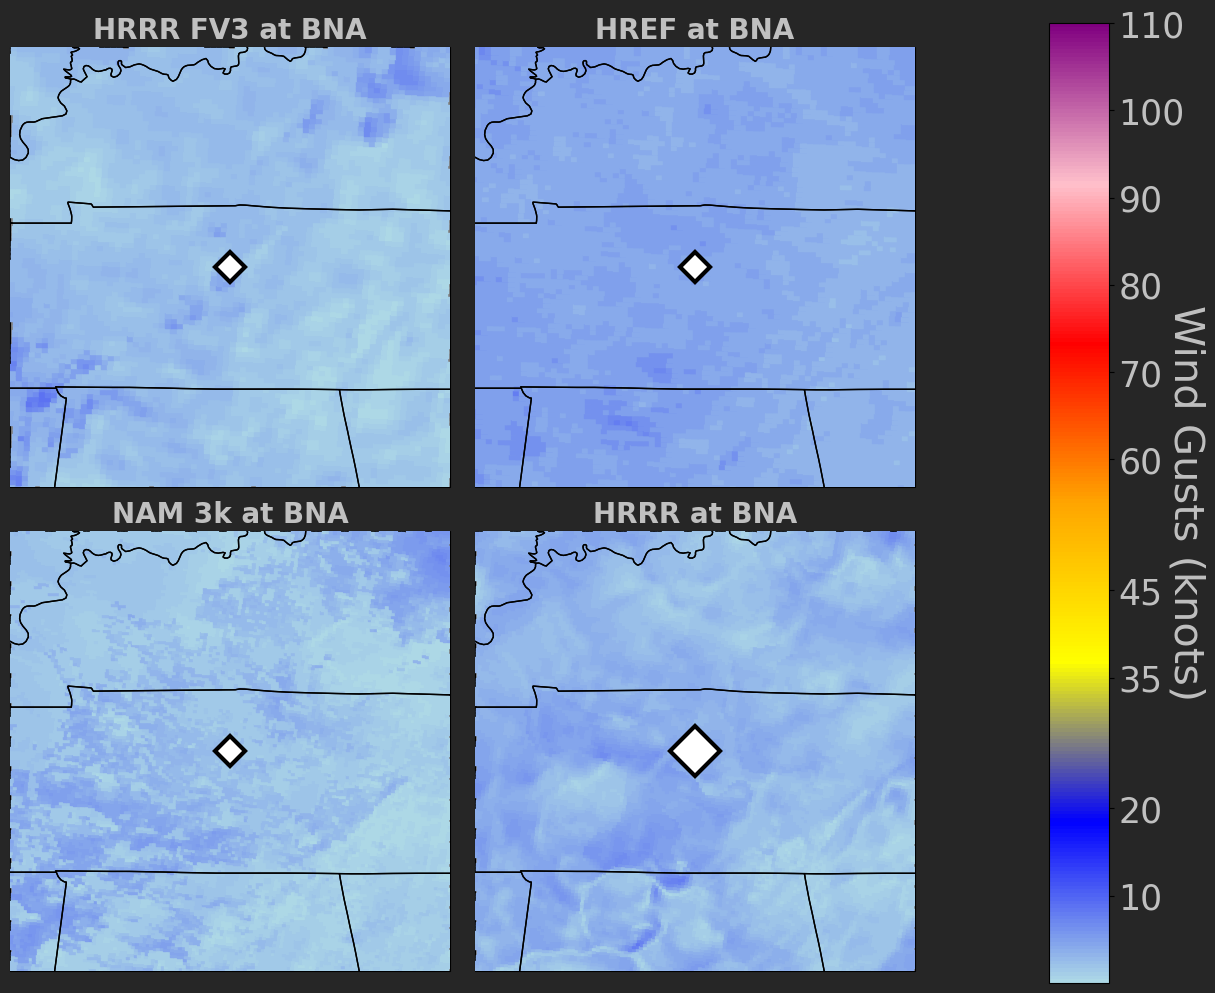 HRRR FV3 at BNA
HREF at BNA
NAM 3k at BNA
HRRR at BNA
110
100
90
80
70
60
45
35
20
10
Wind Gusts (knots)